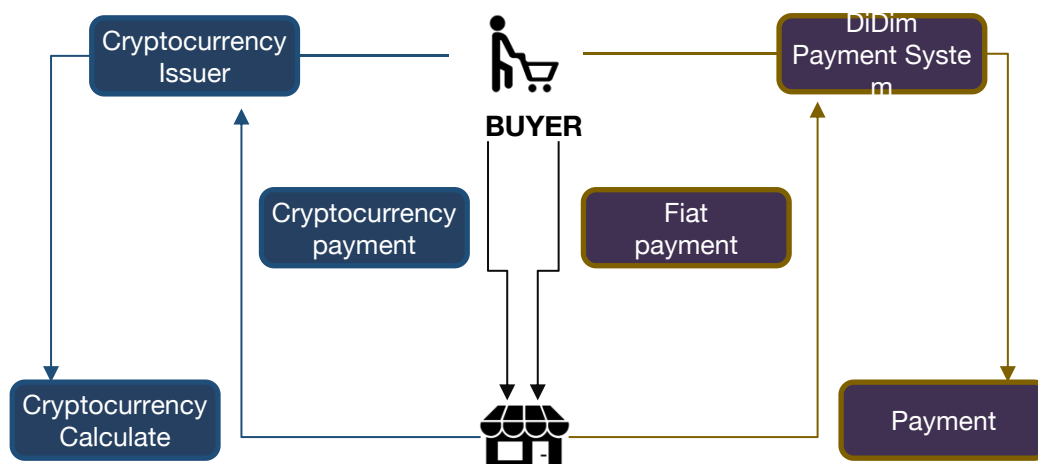 Cryptocurrency
Issuer
DiDim
Payment Syste
m
BUYER
Cryptocurrency
payment
Fiat
payment
Cryptocurrency
Calculate
Payment